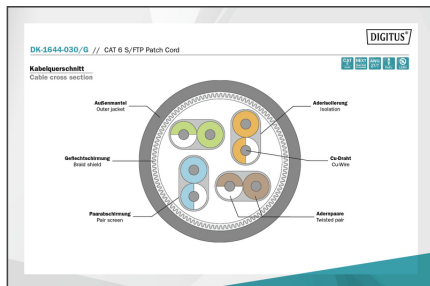 DIGITUS®
DK-1644-030/G // CAT 6 S/FTP Patch Cord
Kabelquerschnitt
Cable cross section
Außenmantel
Outer jacket
Aderisolierung
Isolation
Geflechtschirmung
Braid shield
Cu-Draht
Cu Wire
Paarabschirmung
Pair screen
Adernpaare
Twisted pair